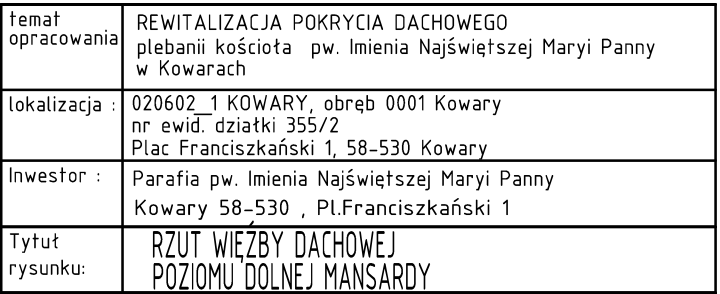 temat opracowania
REWITALIZACJA POKRYCIA DACHOWEGO
plebanii kościoła pw. Imienia Najświętszej Maryi Panny
w Kowarach
lokalizacja :
020602_1 KOWARY, obręb 0001 Kowary
nr ewid. działki 355/2
Plac Franciszkański 1, 58-530 Kowary
Inwestor :
Parafia pw. Imienia Najświętszej Maryi Panny
Kowary 58-530 , Pl.Franciszkański 1
Tytuł
rysunku:
RZUT WIĘŹBY DACHOWEJ
POZIOMU DOLNEJ MANSARDY